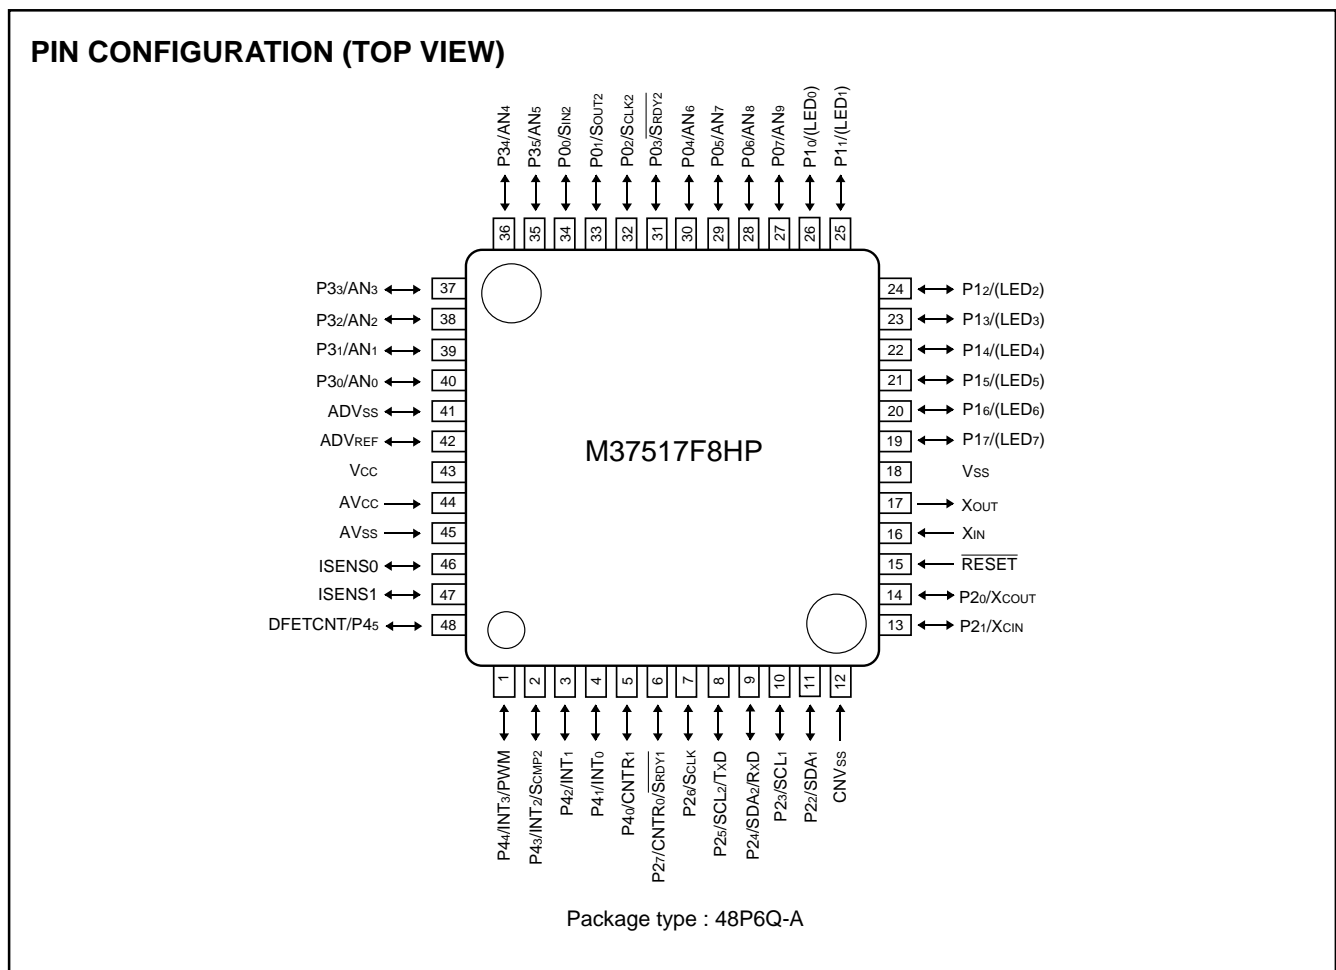 PIN CONFIGURATION (TOP VIEW)
P34/AN4
P35/AN5
P00/SIN2
P01/SOUT2
P02/SCLK2
P03/SRDY2
P04/AN6
P05/AN7
P06/AN8
P07/AN9
P10/(LED0)
P11/(LED1)
36
35
34
33
32
31
30
29
28
27
26
25
P33/AN3 37
P32/AN2 38
P31/AN1 39
P30/AN0 40
ADVSS 41
ADVREF 42
VCC 43
AVCC 44
AVSS 45
ISENS0 46
ISENS1 47
DFETCNT/P45 48
M37517F8HP
24 P12/(LED2)
23 P13/(LED3)
22 P14/(LED4)
21 P15/(LED5)
20 P16/(LED6)
19 P17/(LED7)
18 VSS
17 XOUT
16 XIN
15 RESET
14 P20/XCOUT
13 P21/XCIN
1
2
3
4
5
6
7
8
9
10
11
12
P44/INT3/PWM
P43/INT2/SCMP2
P42/INT1
P41/INT0
P40/CNTR1
P27/CNTR0/SRDY1
P26/SCLK
P25/SCL2/TxD
P24/SDA2/RxD
P23/SCL1
P22/SDA1
CNVSS
Package type : 48P6Q-A